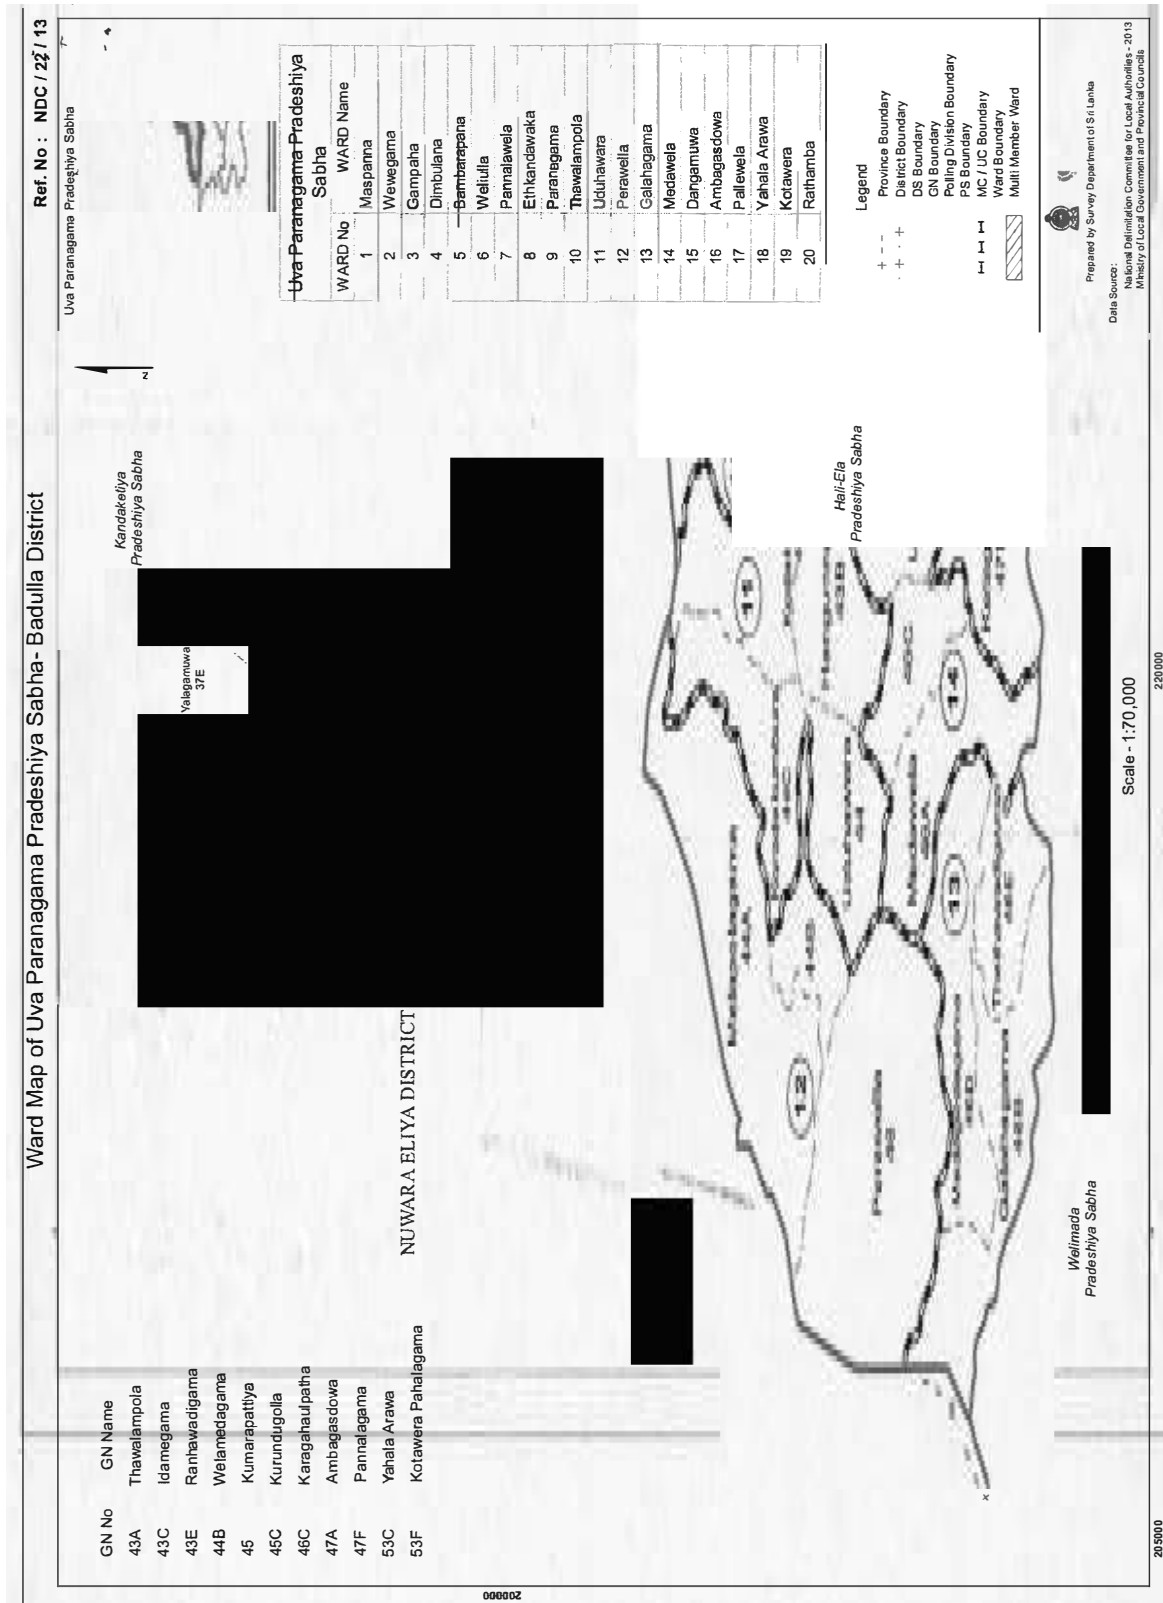 Ward Map of Uva Paranagama Pradeshiya Sabha- Badulla District
Ref. No : NDC / 22 / 13
GN No GN Name
43A Thawalampola
43C Idamegama
43E Ranhawadigama
44B Welamedagama
45 Kumarapattiya
45C Kurundugolla
46C Karagahaulpatha
47A Ambagasdowa
47F Pannalagama
53C Yahala Arawa
53F Kotawera Pahalagama
NUWARA ELIYA DISTRICT
Yalagamuwa
37E
Kandaketiya
Pradeshiya Sabha
N
Hali-Ela
Pradeshiya Sabha
Welimada
Pradeshiya Sabha
12
13
14
200000
205000
220000
Scale - 1:70,000
Uva Paranagama Pradeshiya Sabha
Uva Paranagama Pradeshiya
Sabha
WARD No WARD Name
1 Maspanna
2 Wewegama
3 Gampaha
4 Dimbulana
5 Bambarapana
6 Weliulla
7 Pannalawela
8 Ethkandawaka
9 Paranegama
10 Thawalampola
11 Uduhawara
12 Perawella
13 Galahagama
14 Medawela
15 Dangamuwa
16 Ambagasdowa
17 Pallewela
18 Yahala Arawa
19 Kotawera
20 Rathamba
Legend
Province Boundary
District Boundary
DS Boundary
GN Boundary
Polling Division Boundary
PS Boundary
MC / UC Boundary
Ward Boundary
Multi Member Ward
Prepared by Survey Department of Sri Lanka
Data Source:
National Delimitation Committee for Local Authorities - 2013
Ministry of Local Government and Provincial Councils